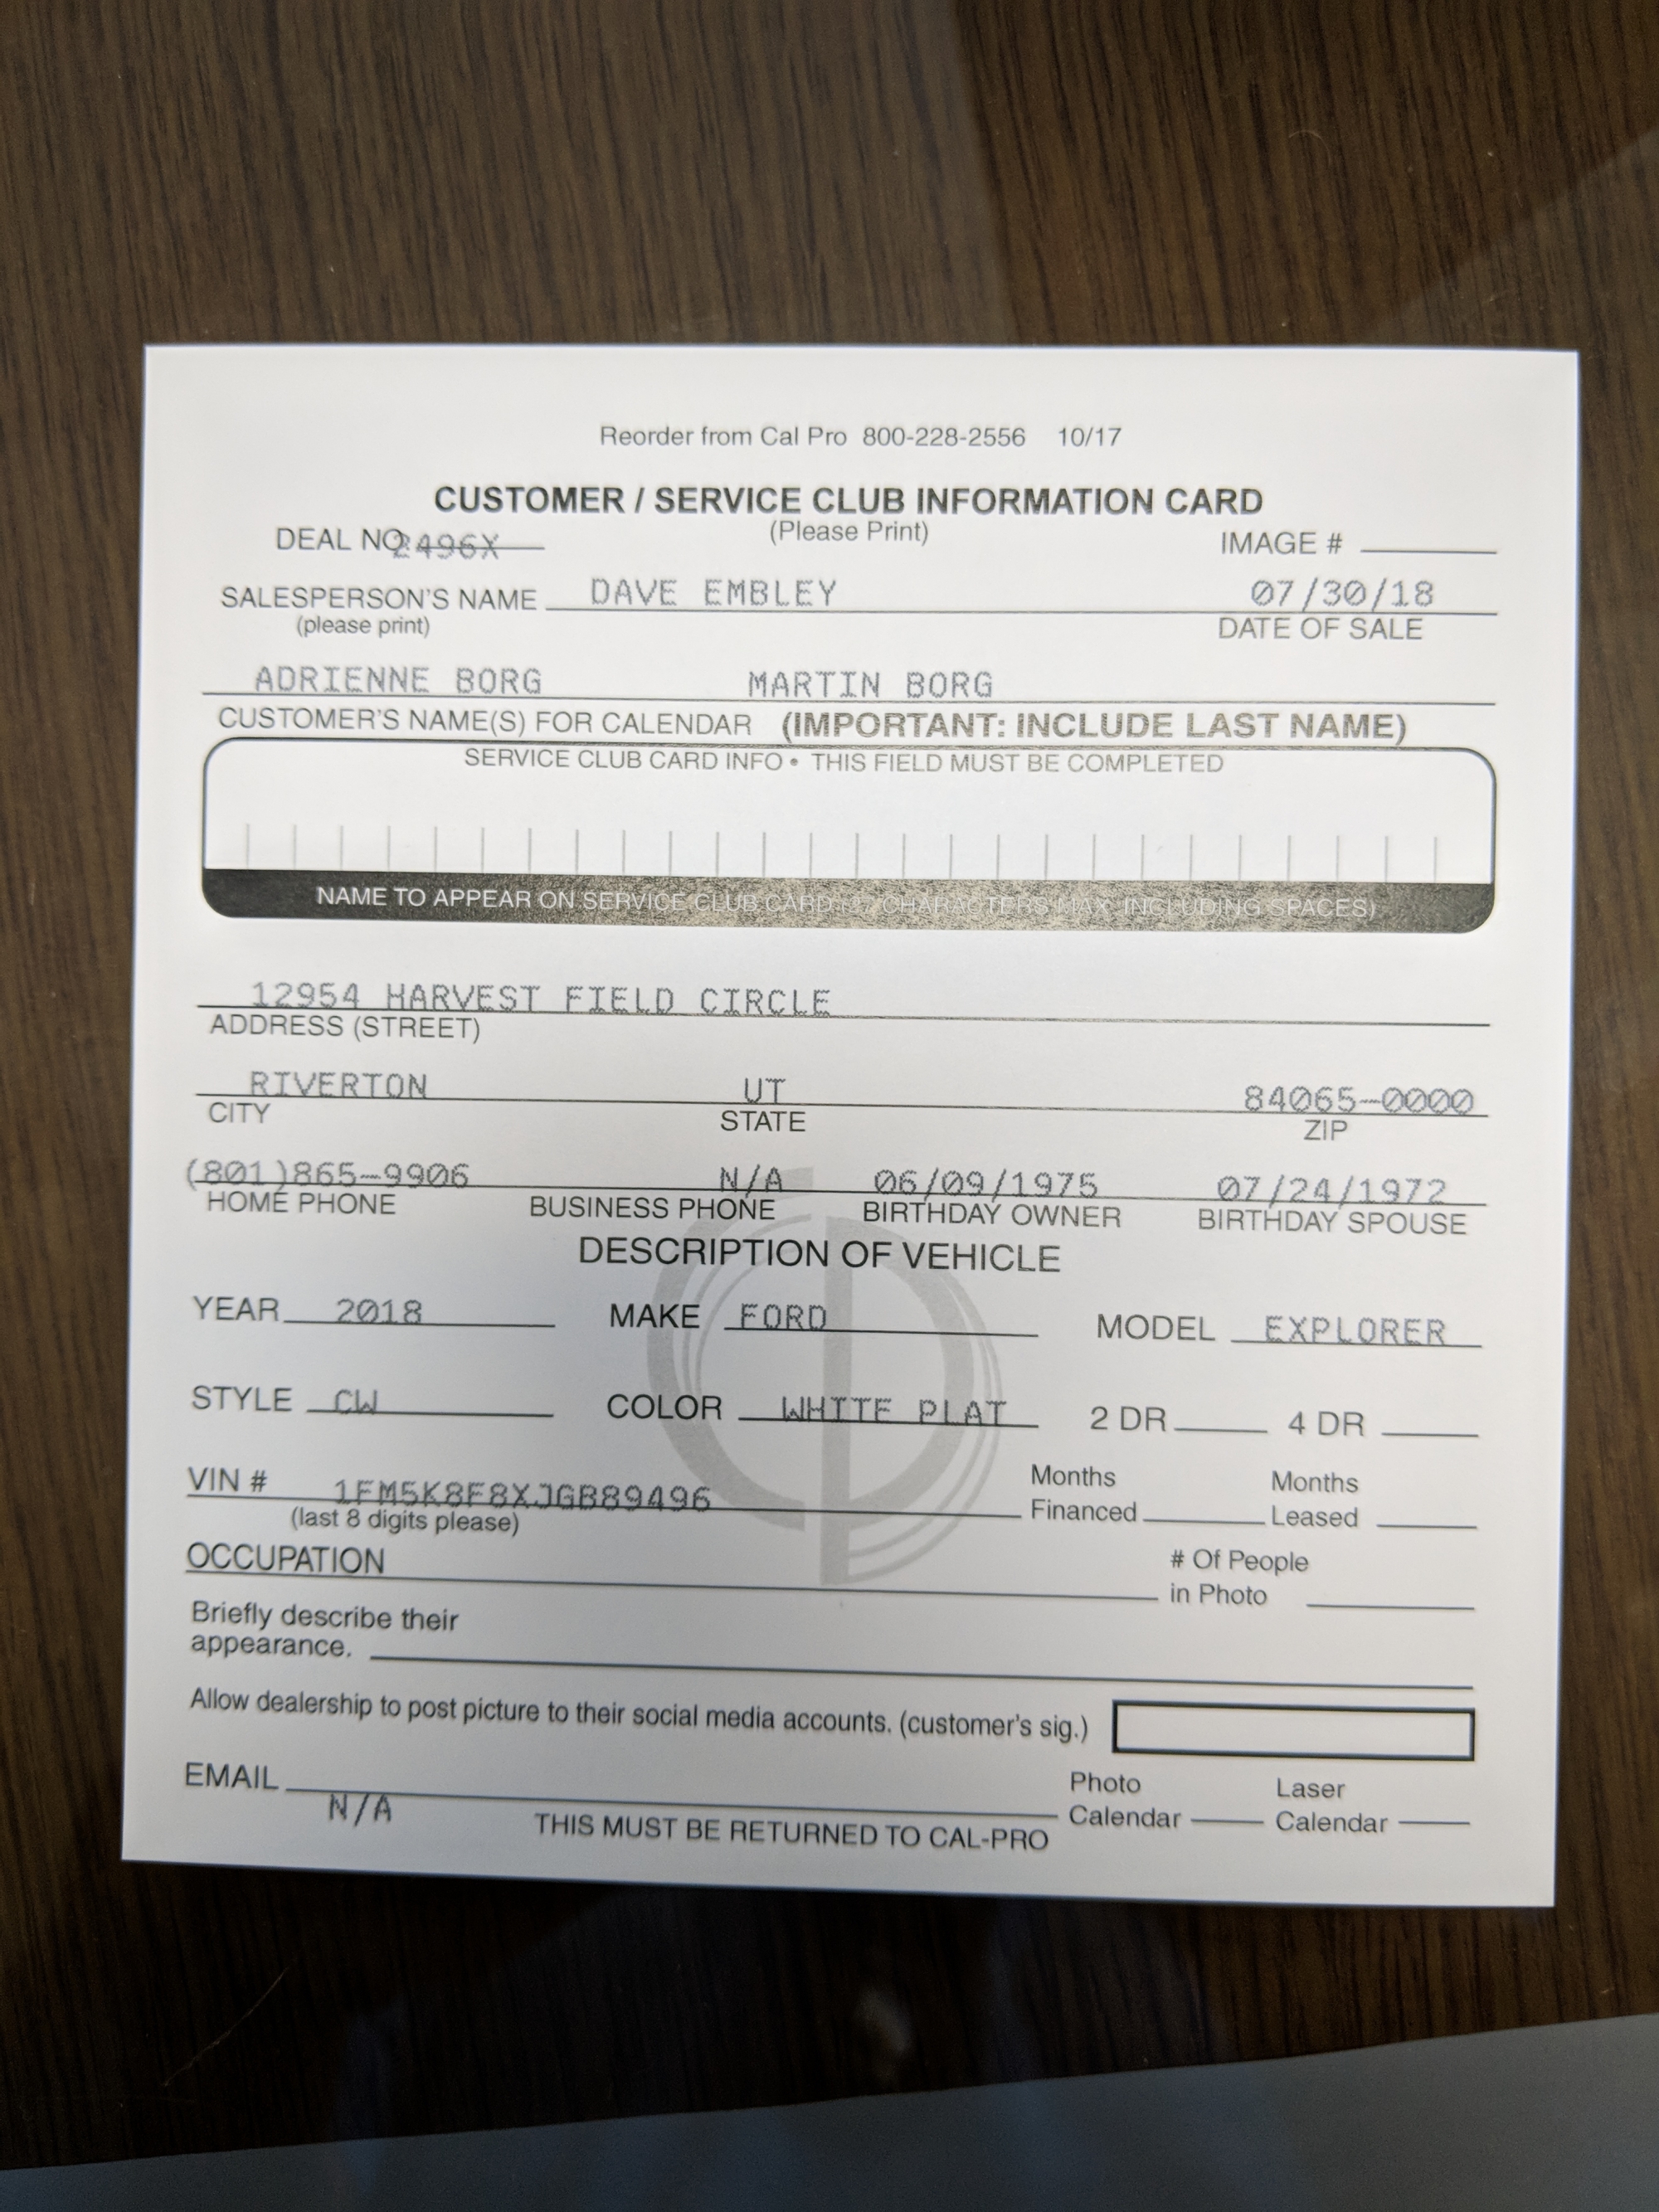 Reorder from Cal Pro 800-228-2556 10/17
CUSTOMER / SERVICE CLUB INFORMATION CARD
(Please Print)
DEAL NO. 2496X IMAGE #
SALESPERSON'S NAME DAVE EMBLEY 07/30/18
(please print) DATE OF SALE
ADRIENNE BORG MARTIN BORG
CUSTOMER'S NAME(S) FOR CALENDAR (IMPORTANT: INCLUDE LAST NAME)
SERVICE CLUB CARD INFO • THIS FIELD MUST BE COMPLETED
NAME TO APPEAR ON SERVICE CLUB CARD CHARACTERS MAX. INCLUDING SPACES)
12954 HARVEST FIELD CIRCLE
ADDRESS (STREET)
RIVERTON UT 84065-0000
CITY STATE ZIP
(801)865-9906 N/A 06/09/1975 07/24/1972
HOME PHONE BUSINESS PHONE BIRTHDAY OWNER BIRTHDAY SPOUSE
DESCRIPTION OF VEHICLE
YEAR 2018 MAKE FORD MODEL EXPLORER
STYLE CW COLOR WHITE PLAT 2 DR 4 DR
VIN # 1FM5K8F8XJGB89496 Months Financed Months Leased
(last 8 digits please)
OCCUPATION # Of People in Photo
Briefly describe their
appearance.
Allow dealership to post picture to their social media accounts. (customer's sig.)
EMAIL N/A Photo Calendar Laser Calendar
THIS MUST BE RETURNED TO CAL-PRO